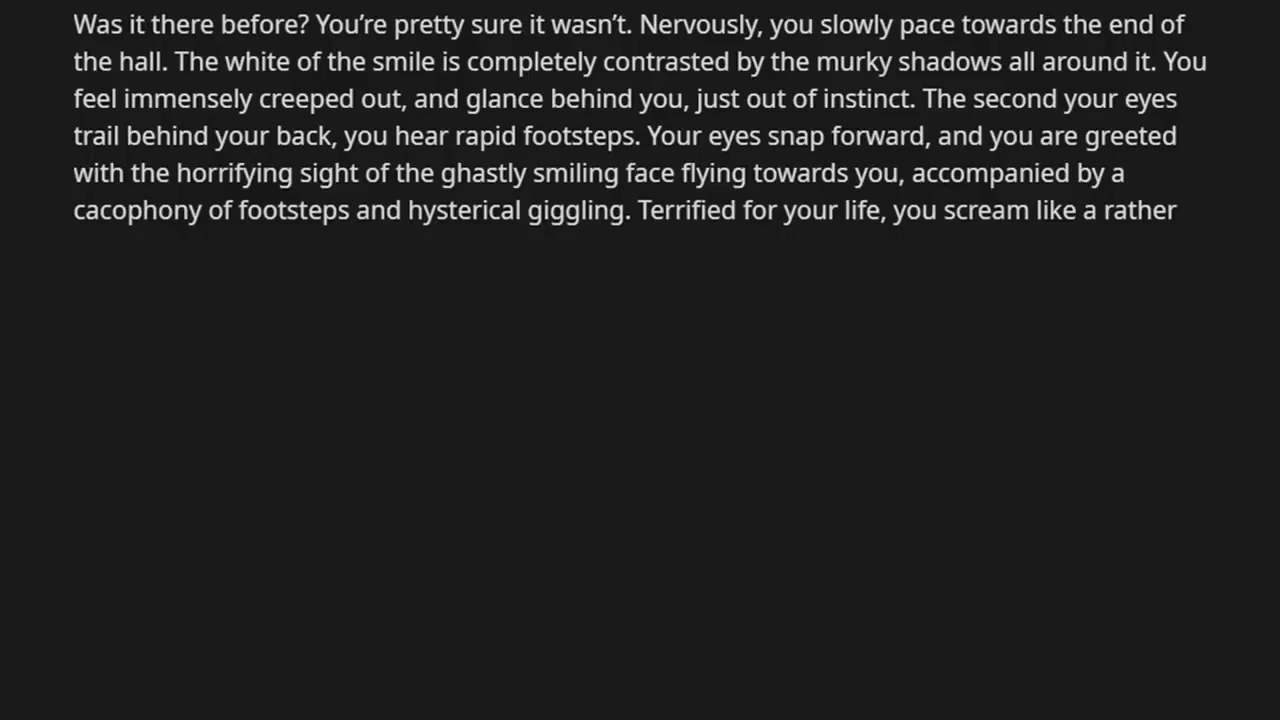 Was it there before? You’re pretty sure it wasn’t. Nervously, you slowly pace towards the end of
the hall. The white of the smile is completely contrasted by the murky shadows all around it. You
feel immensely creeped out, and glance behind you, just out of instinct. The second your eyes
trail behind your back, you hear rapid footsteps. Your eyes snap forward, and you are greeted
with the horrifying sight of the ghastly smiling face flying towards you, accompanied by a
cacophony of footsteps and hysterical giggling. Terrified for your life, you scream like a rather